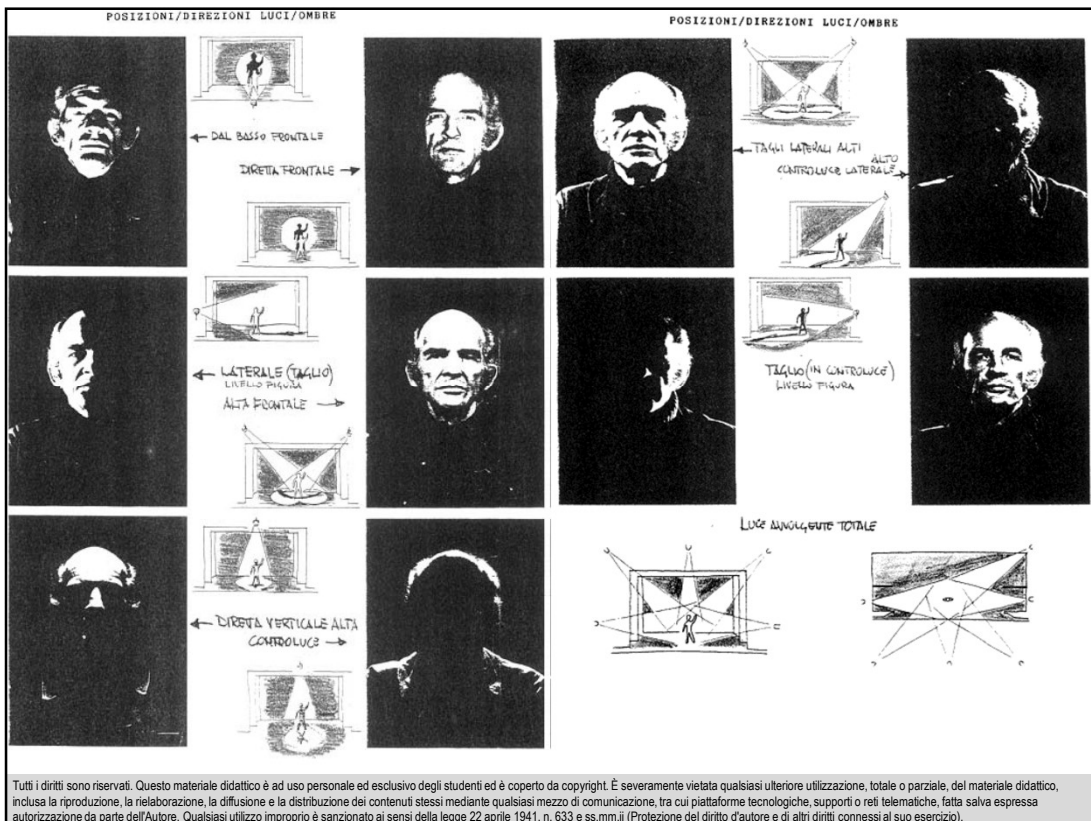 POSIZIONI/DIREZIONI LUCI/OMBRE
← DAL BASSO FRONTALE
DIRETTA FRONTALE →
← LATERALE (TAGLIO)
LIVELLO FIGURA
ALTA FRONTALE →
← DIRETTA VERTICALE ALTA
CONTROLUCE →
POSIZIONI/DIREZIONI LUCI/OMBRE
← TAGLI LATERALI ALTI
ALTO
CONTROLUCE LATERALE →
TAGLIO (IN CONTROLUCE)
LIVELLO FIGURA
LUCE AVVOLGENTE TOTALE
Tutti i diritti sono riservati. Questo materiale didattico è ad uso personale ed esclusivo degli studenti ed è coperto da copyright. È severamente vietata qualsiasi ulteriore utilizzazione, totale o parziale, del materiale didattico,
inclusa la riproduzione, la rielaborazione, la diffusione e la distribuzione dei contenuti stessi mediante qualsiasi mezzo di comunicazione, tra cui piattaforme tecnologiche, supporti o reti telematiche, fatta salva espressa
autorizzazione da parte dell'Autore. Qualsiasi utilizzo improprio è sanzionato ai sensi della legge 22 aprile 1941, n. 633 e ss.mm.ii (Protezione del diritto d'autore e di altri diritti connessi al suo esercizio).